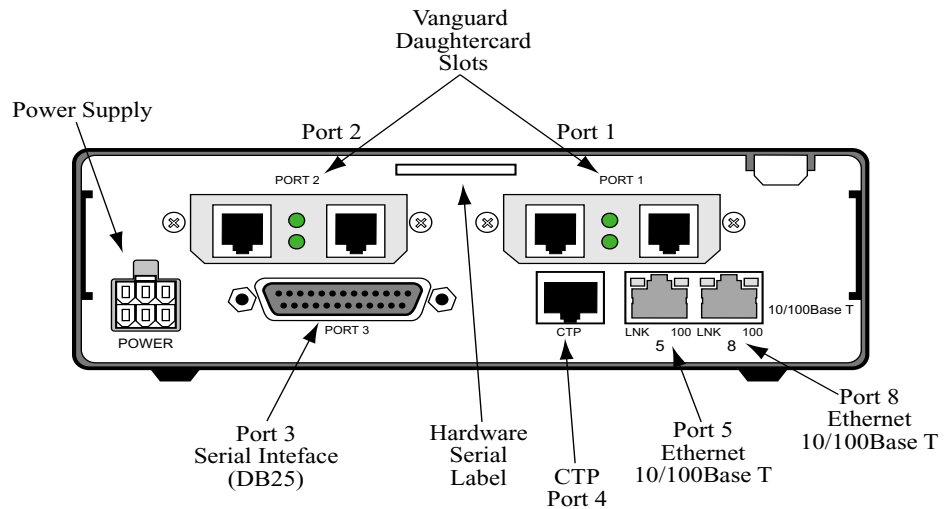 Vanguard
Daughtercard
Slots
Power Supply
Port 2
Port 1
PORT 2
PORT 1
POWER
PORT 3
CTP
10/100Base T
LNK 100 LNK 100
5 8
Port 3
Serial Inteface
(DB25)
Hardware
Serial
Label
CTP
Port 4
Port 5
Ethernet
10/100Base T
Port 8
Ethernet
10/100Base T